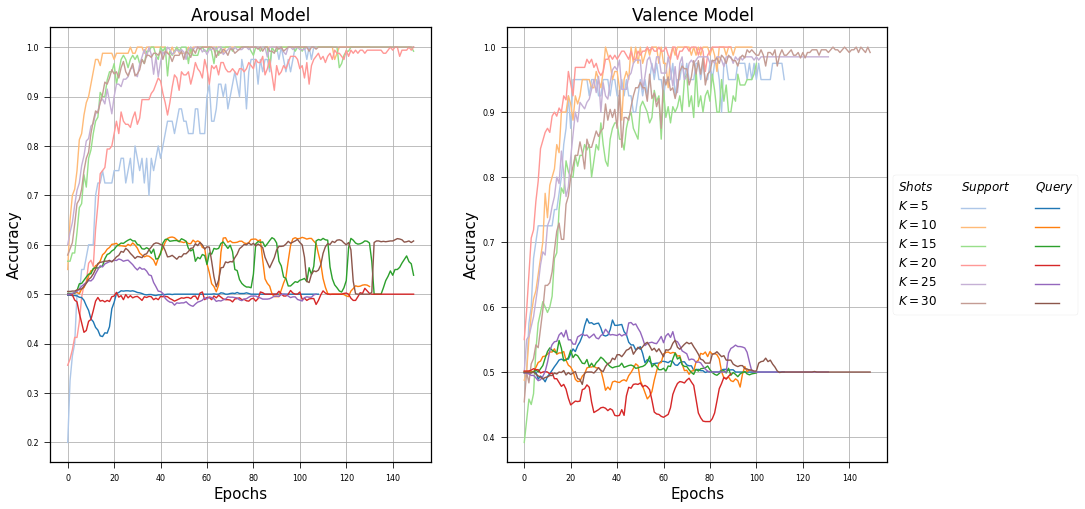 Arousal Model
Valence Model
1.0
0.9
0.8
0.7
0.6
0.5
0.4
0.3
0.2
Accuracy
0 20 40 60 80 100 120 140
Epochs
1.0
0.9
0.8
0.7
0.6
0.5
0.4
Accuracy
0 20 40 60 80 100 120 140
Epochs
Shots Support Query
K = 5
K = 10
K = 15
K = 20
K = 25
K = 30